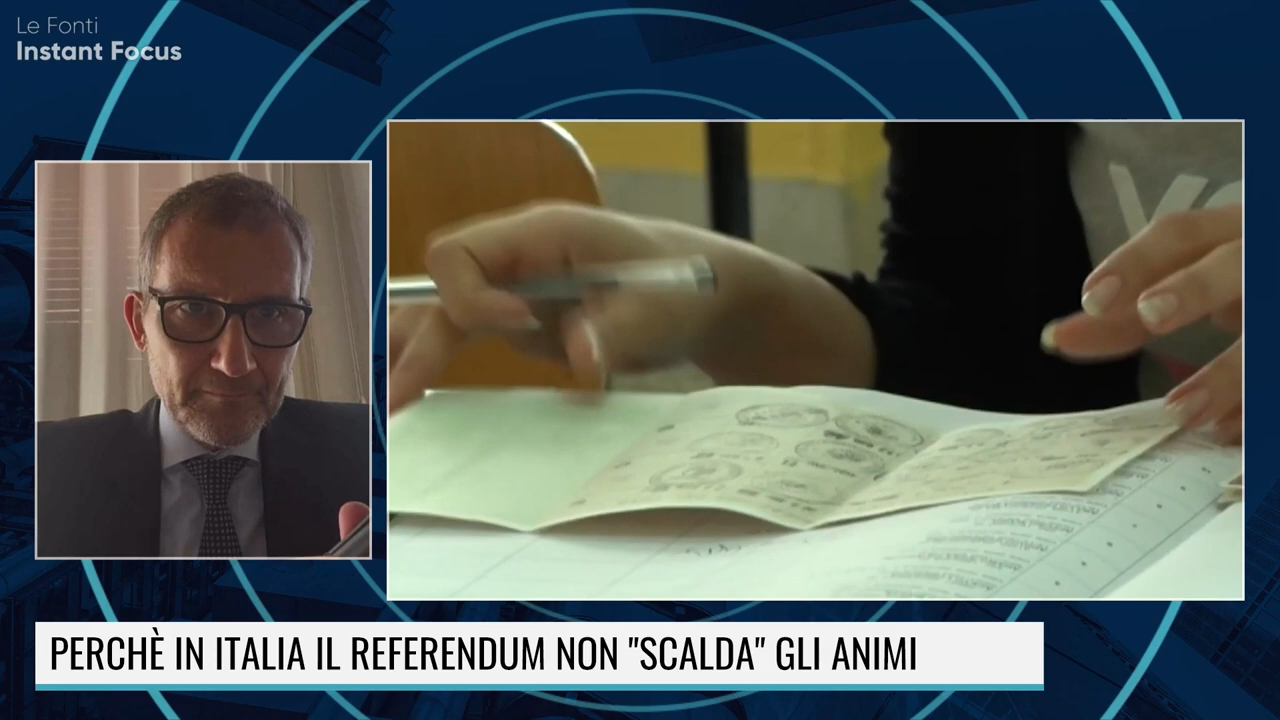 Le Fonti
Instant Focus
PERCHÈ IN ITALIA IL REFERENDUM NON "SCALDA" GLI ANIMI